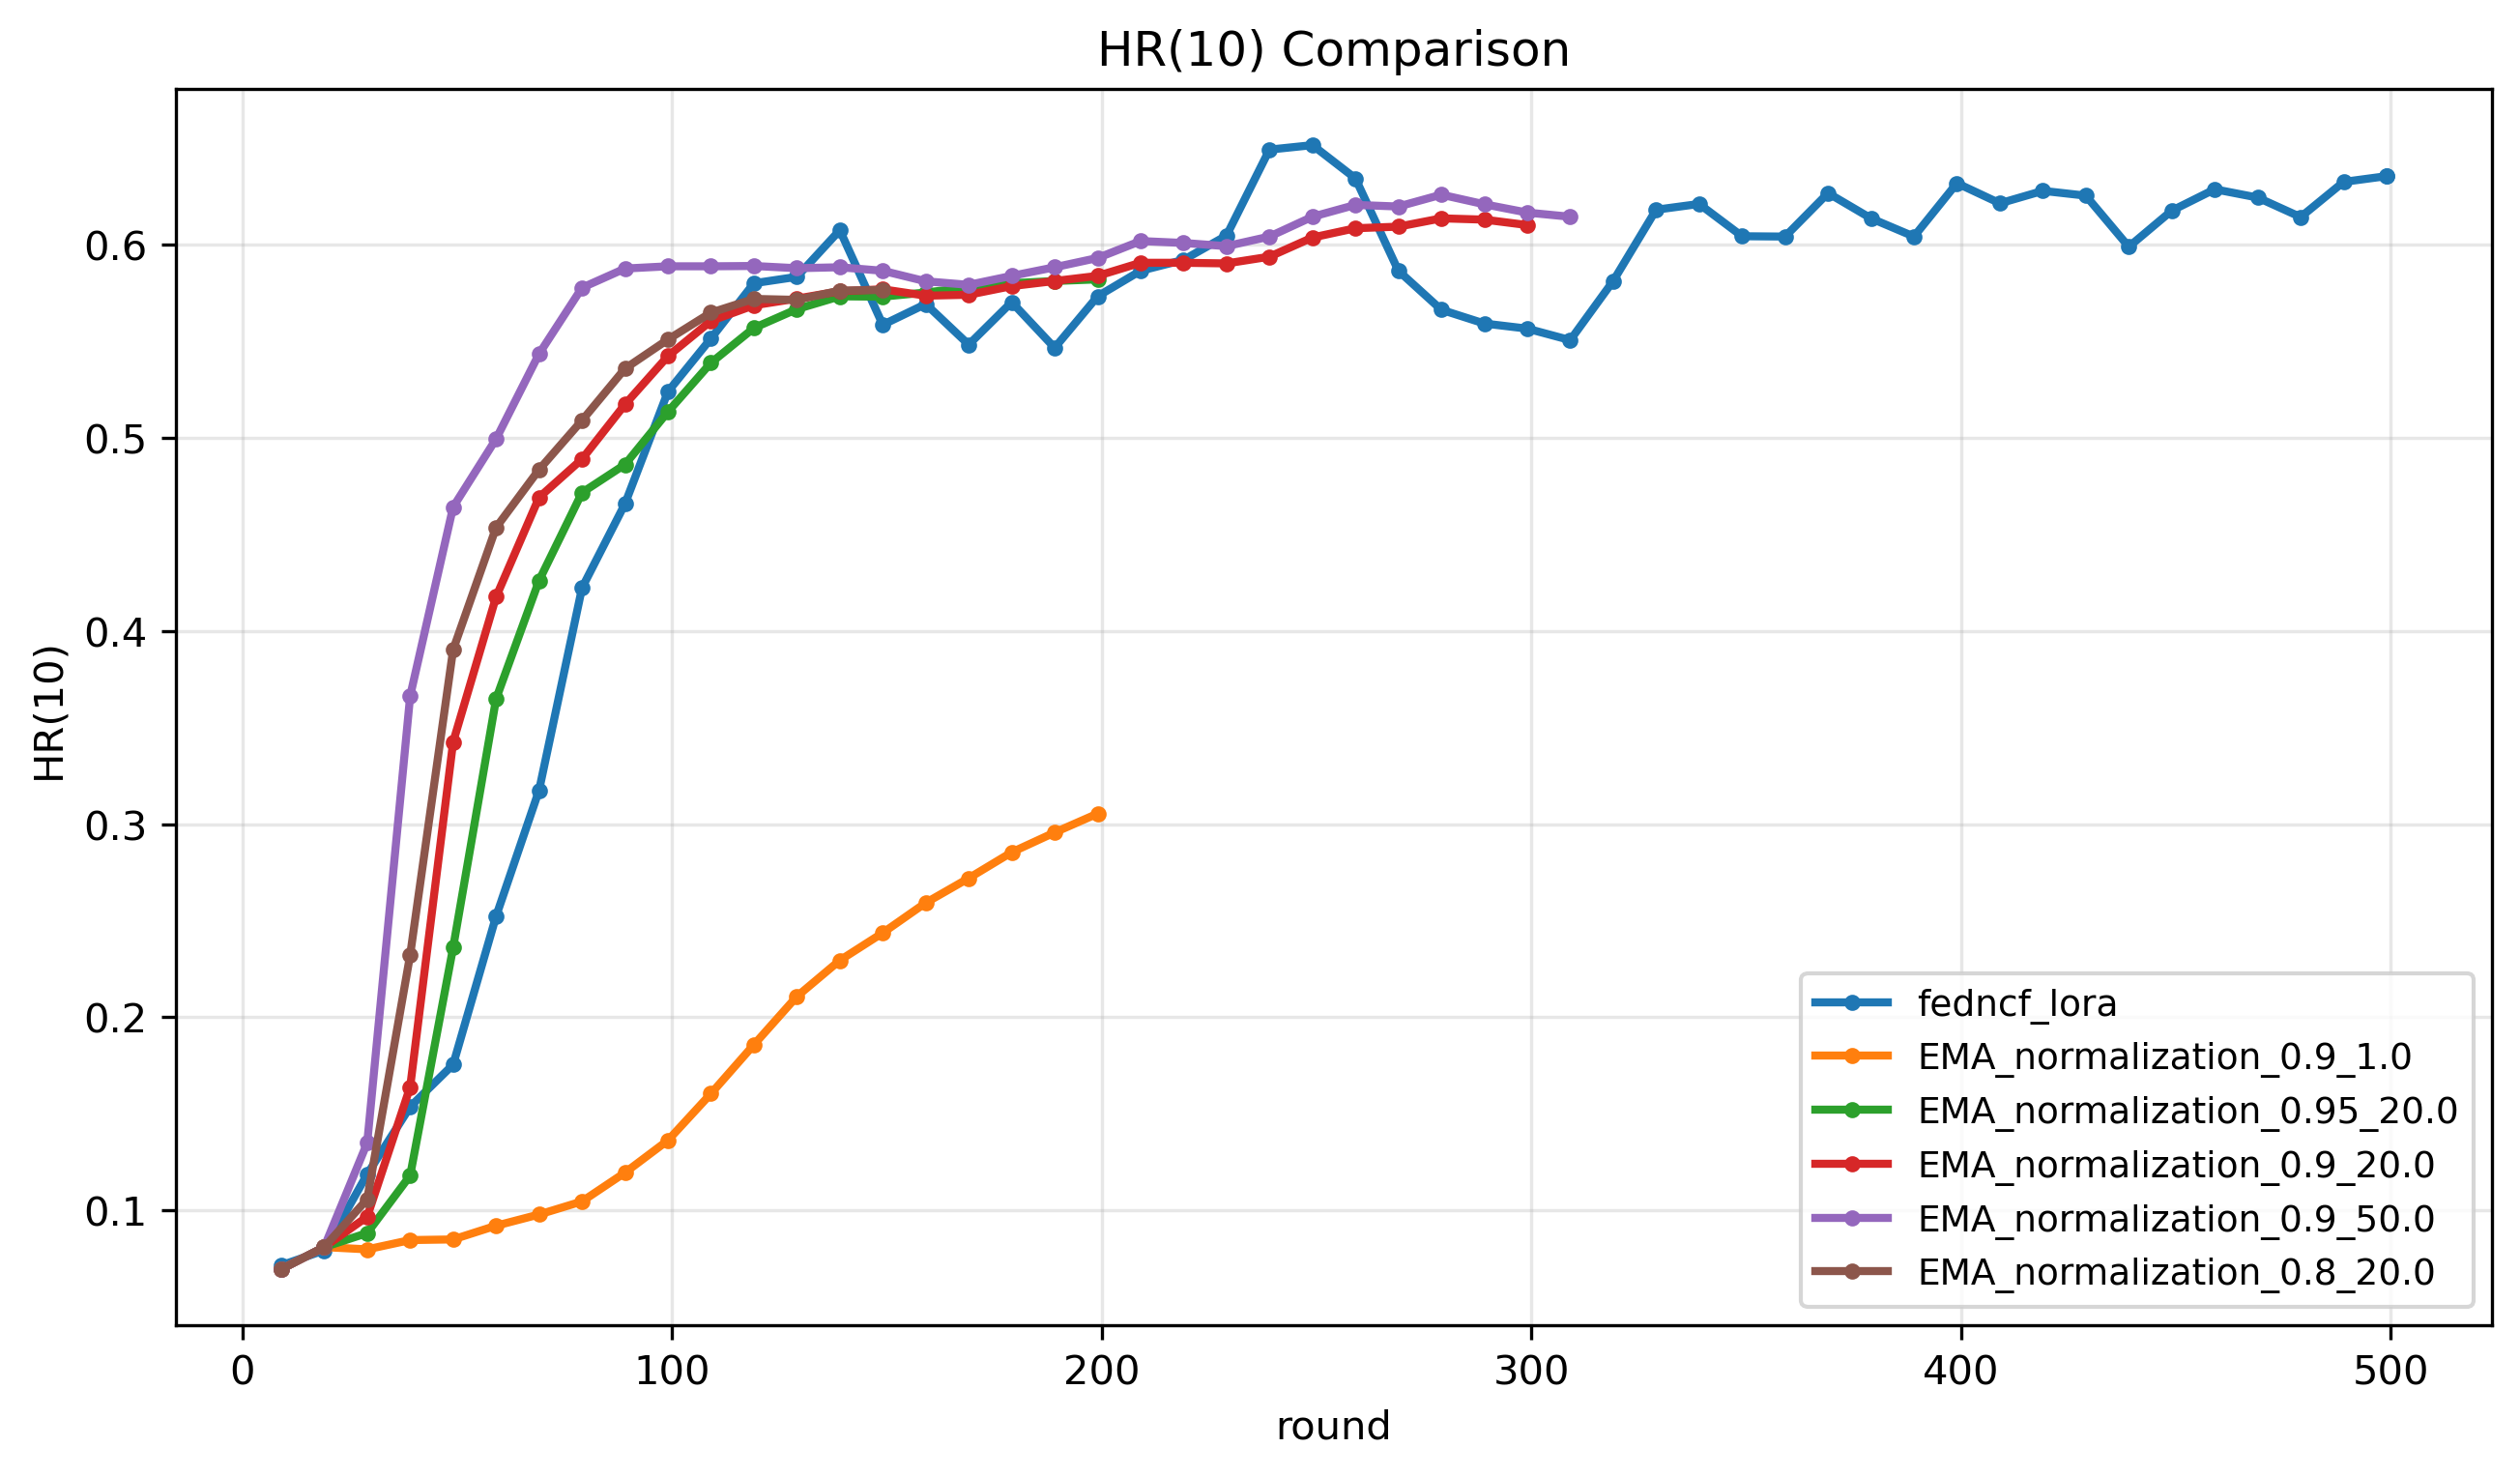 HR(10) Comparison
HR(10)
0.6
0.5
0.4
0.3
0.2
0.1
0 100 200 300 400 500
round
fedncf_lora
EMA_normalization_0.9_1.0
EMA_normalization_0.95_20.0
EMA_normalization_0.9_20.0
EMA_normalization_0.9_50.0
EMA_normalization_0.8_20.0